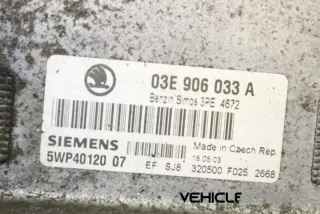 03E 906 033 A
Benzin Simos 3PE 4672
SIEMENS
Made in Czech Rep.
5WP40120 07
16.05.03
EF SJ8 320500 F025 2668
VEHICLE